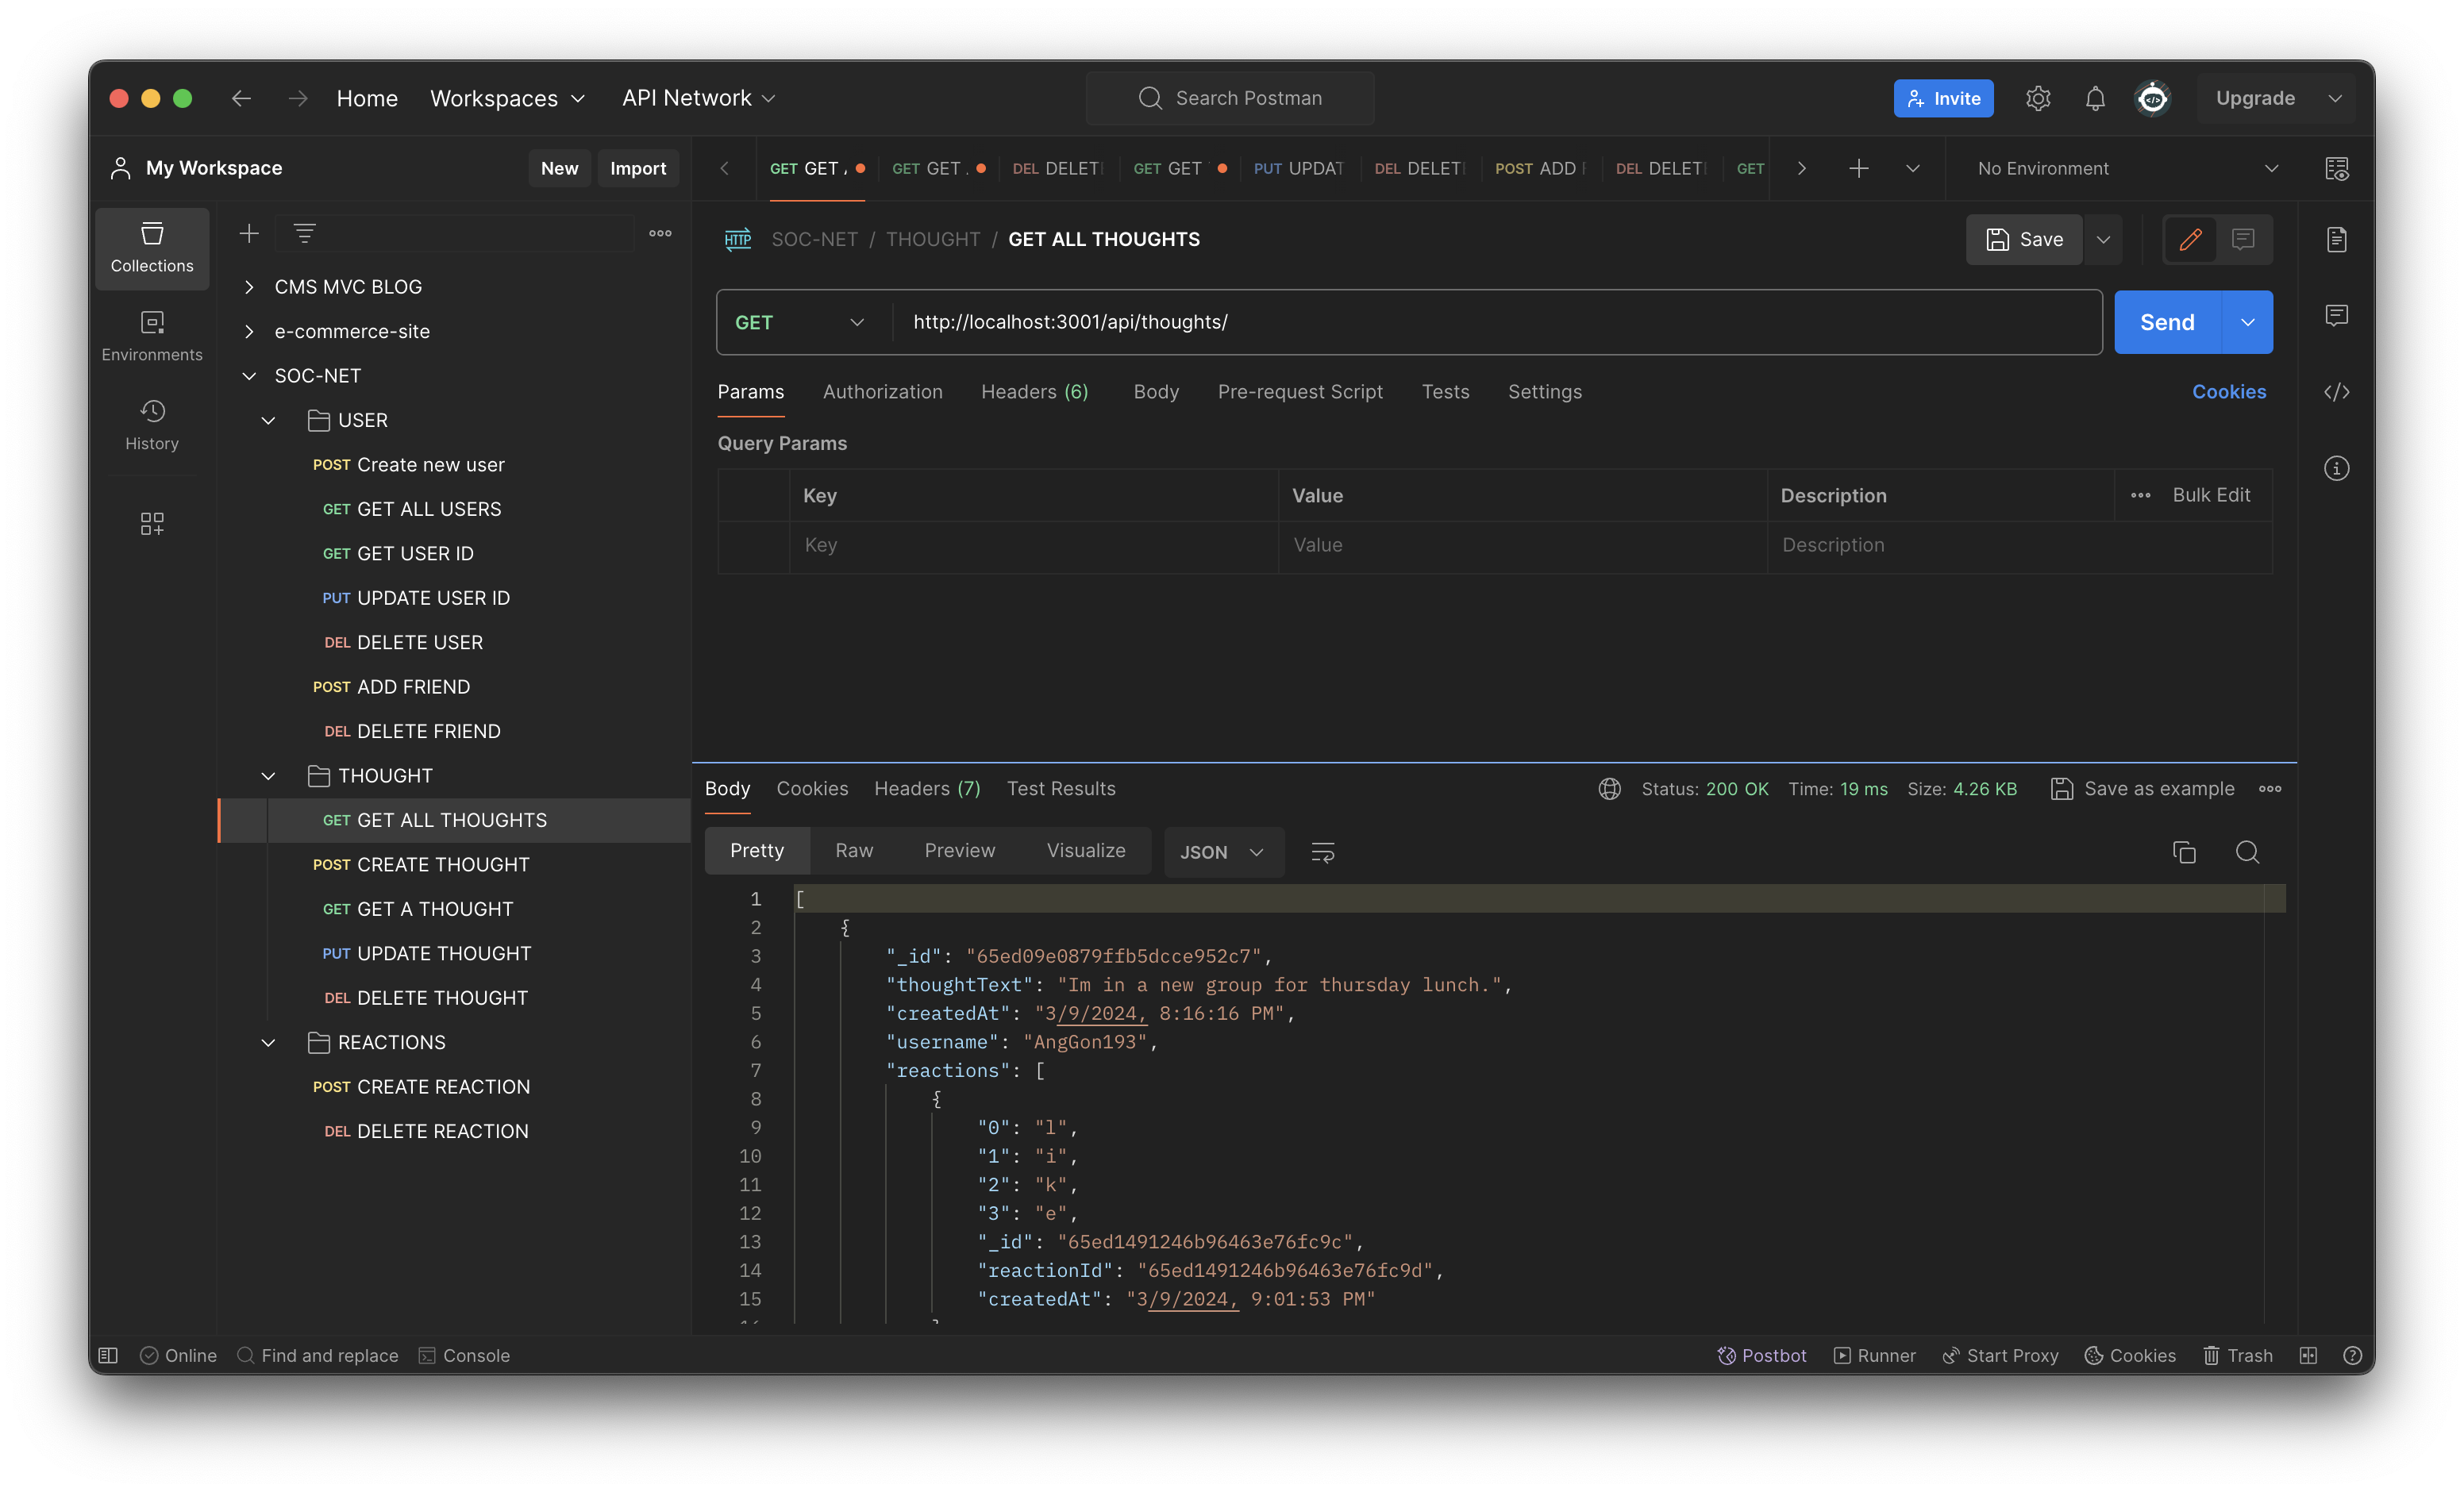 Home Workspaces API Network Search Postman Invite Upgrade
My Workspace New Import
GET GET GET GET DEL DELET GET GET PUT UPDAT DEL DELET POST ADD DEL DELET GET No Environment
Collections
Environments
History
CMS MVC BLOG
e-commerce-site
SOC-NET
USER
POST Create new user
GET GET ALL USERS
GET GET USER ID
PUT UPDATE USER ID
DEL DELETE USER
POST ADD FRIEND
DEL DELETE FRIEND
THOUGHT
GET GET ALL THOUGHTS
POST CREATE THOUGHT
GET GET A THOUGHT
PUT UPDATE THOUGHT
DEL DELETE THOUGHT
REACTIONS
POST CREATE REACTION
DEL DELETE REACTION
HTTP SOC-NET / THOUGHT / GET ALL THOUGHTS Save
GET http://localhost:3001/api/thoughts/ Send
Params Authorization Headers (6) Body Pre-request Script Tests Settings Cookies
Query Params
Key Value Description Bulk Edit
Key Value Description
Body Cookies Headers (7) Test Results Status: 200 OK Time: 19 ms Size: 4.26 KB Save as example
Pretty Raw Preview Visualize JSON
1 [
2 {
3 "_id": "65ed09e0879ffb5dcce952c7",
4 "thoughtText": "Im in a new group for thursday lunch.",
5 "createdAt": "3/9/2024, 8:16:16 PM",
6 "username": "AngGon193",
7 "reactions": [
8 {
9 "0": "l",
10 "1": "i",
11 "2": "k",
12 "3": "e",
13 "_id": "65ed1491246b96463e76fc9c",
14 "reactionId": "65ed1491246b96463e76fc9d",
15 "createdAt": "3/9/2024, 9:01:53 PM"
Online Find and replace Console Postbot Runner Start Proxy Cookies Trash